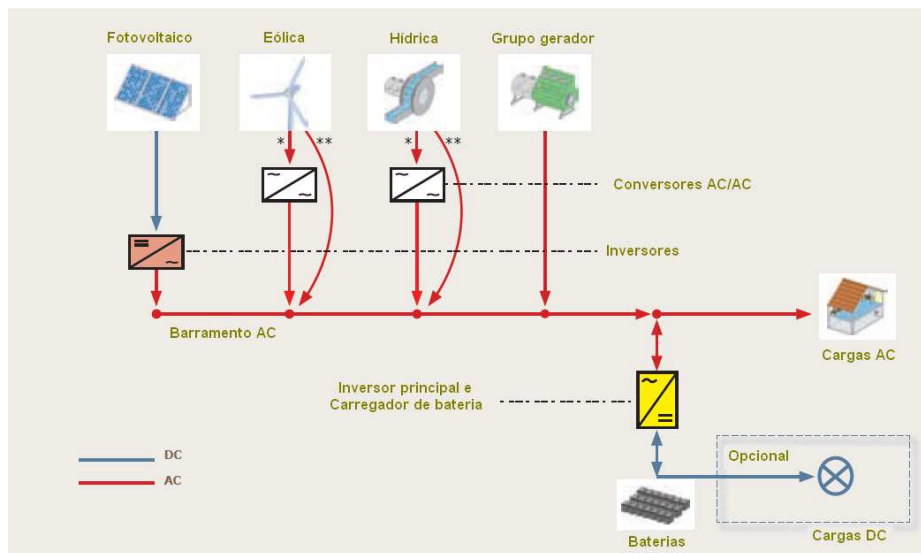 Fotovoltaico
Eólica
Hídrica
Grupo gerador
*
**
*
**
Conversores AC/AC
Inversores
Barramento AC
Cargas AC
Inversor principal e
Carregador de bateria
DC
AC
Opcional
Baterias
Cargas DC